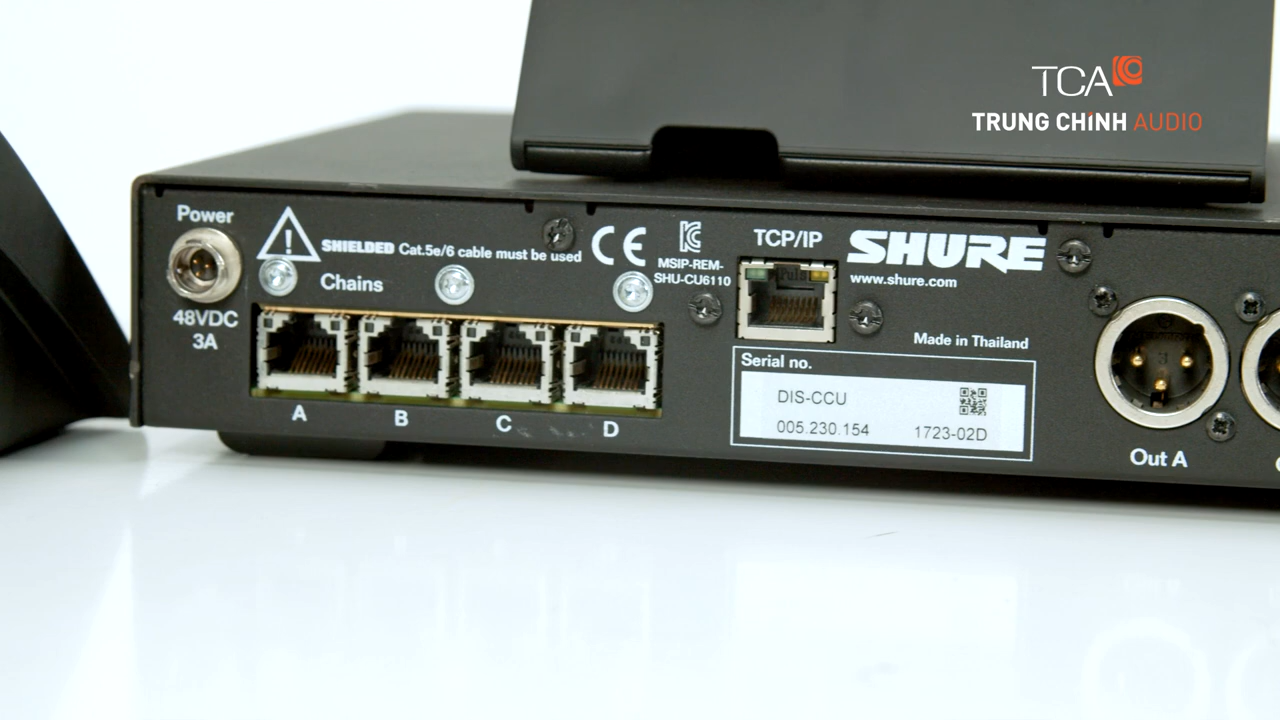 TCA
TRUNG CHÍNH AUDIO
Power
48VDC
3A
SHIELDED Cat.5e/6 cable must be used
Chains
A
B
C
D
CE
MSIP-REM-
SHU-CU6110
TCP/IP
SHURE
www.shure.com
Made in Thailand
Serial no.
DIS-CCU
005.230.154 1723-02D
Out A